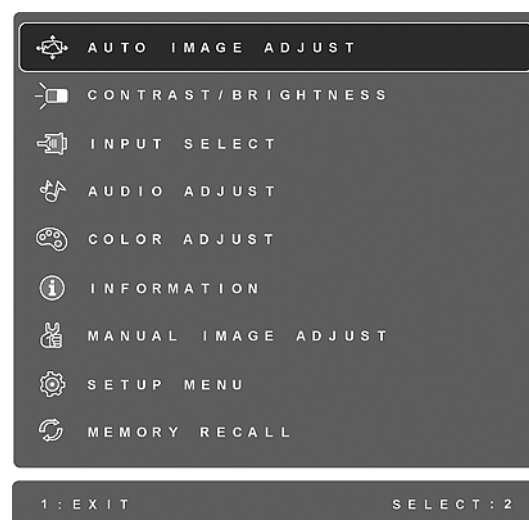 AUTO IMAGE ADJUST
CONTRAST/BRIGHTNESS
INPUT SELECT
AUDIO ADJUST
COLOR ADJUST
INFORMATION
MANUAL IMAGE ADJUST
SETUP MENU
MEMORY RECALL
1:EXIT SELECT:2